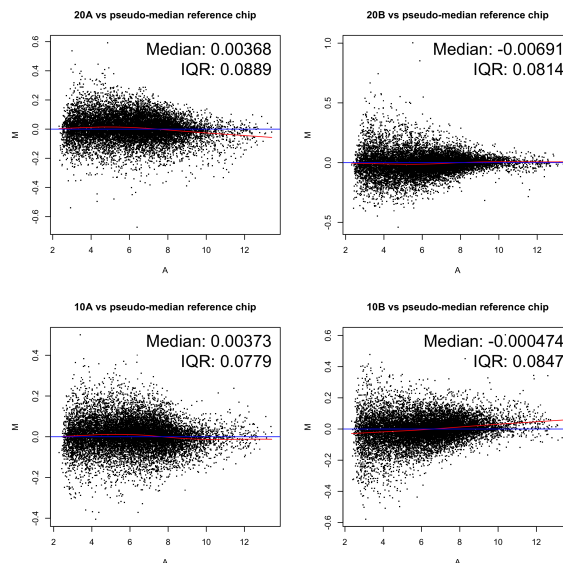 20A vs pseudo-median reference chip
Median: 0.00368
IQR: 0.0889
0.6
0.4
0.2
0.0
-0.2
-0.4
-0.6
M
2 4 6 8 10 12
A
20B vs pseudo-median reference chip
Median: -0.00691
IQR: 0.0814
1.0
0.5
0.0
-0.5
M
2 4 6 8 10 12
A
10A vs pseudo-median reference chip
Median: 0.00373
IQR: 0.0779
0.4
0.2
0.0
-0.2
-0.4
M
2 4 6 8 10 12
A
10B vs pseudo-median reference chip
Median: -0.000474
IQR: 0.0847
0.6
0.4
0.2
0.0
-0.2
-0.4
-0.6
M
2 4 6 8 10 12
A